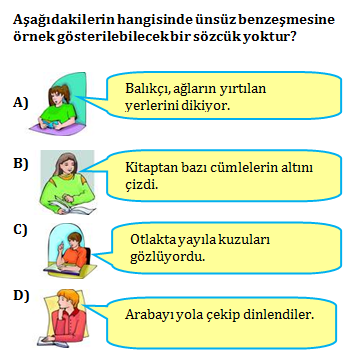 Aşağıdakilerin hangisinde ünsüz benzeşmesine
örnek gösterilebilecek bir sözcük yoktur?
A)
Balıkçı, ağların yırtılan
yerlerini dikiyor.
B)
Kitaptan bazı cümlelerin altını
çizdi.
C)
Otlakta yayıla kuzuları
gözlüyordu.
D)
Arabayı yola çekip dinlendiler.